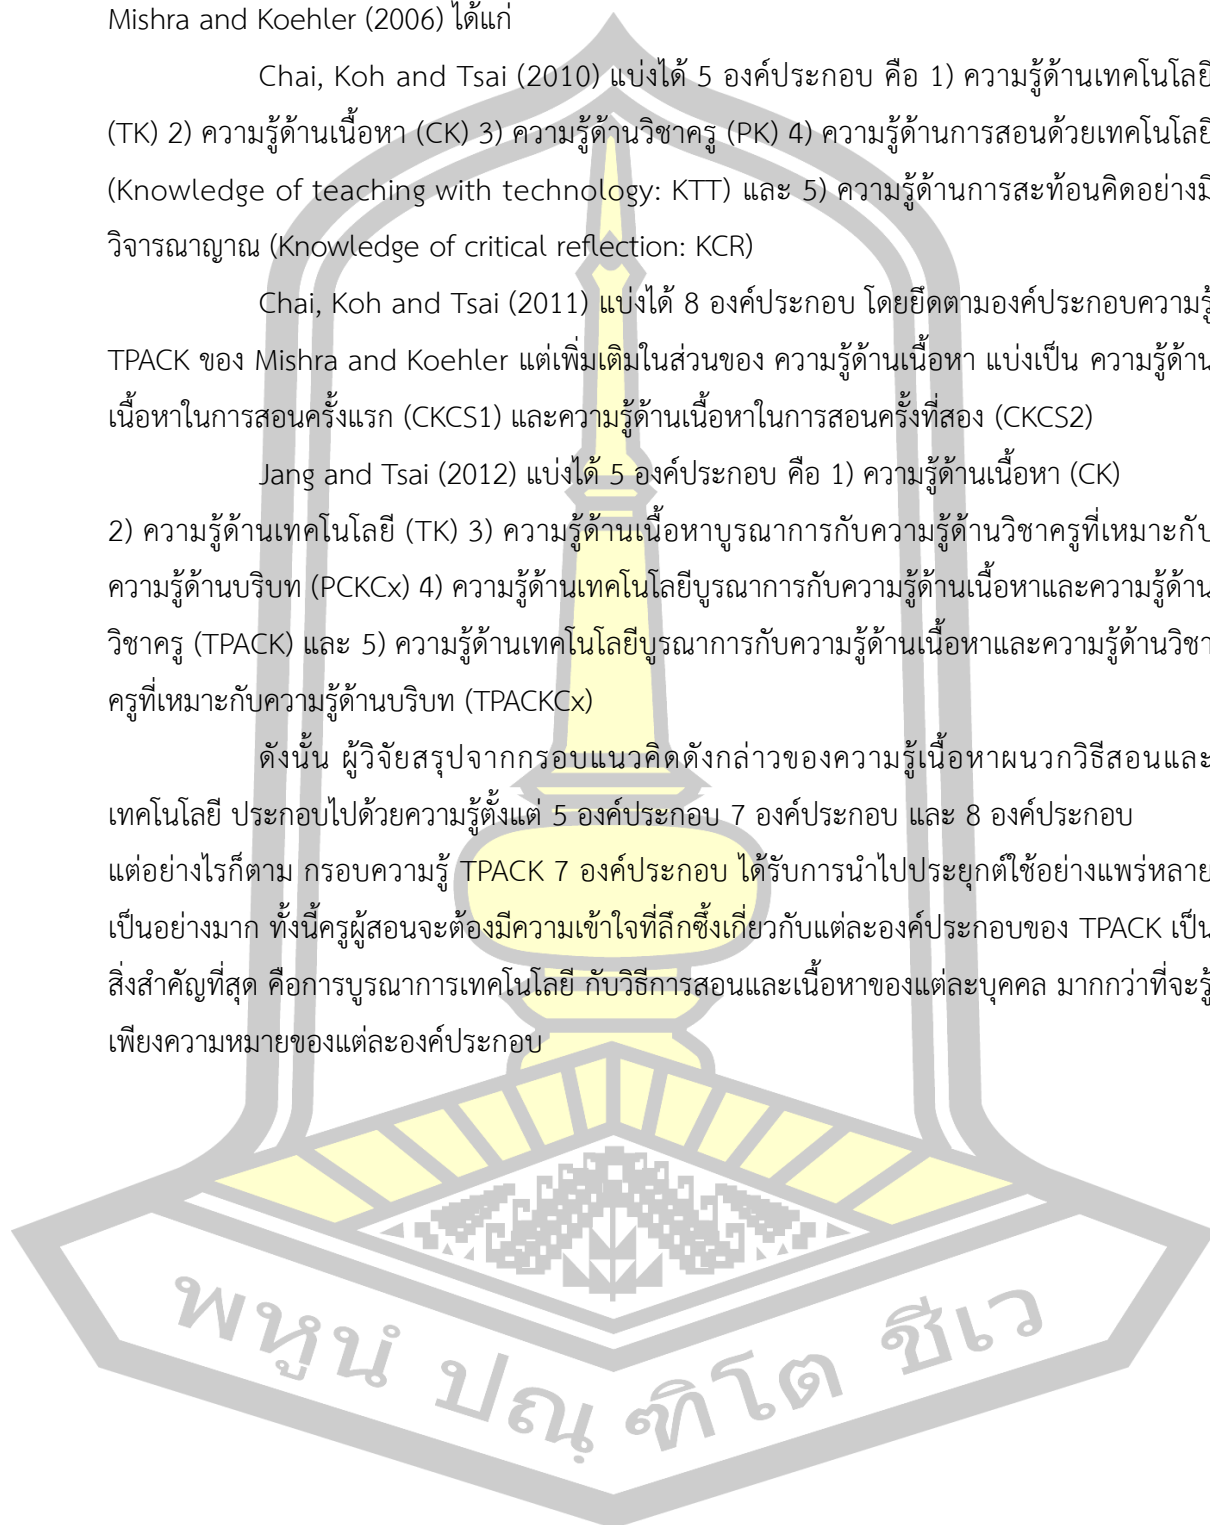 Mishra and Koehler (2006) ได้แก่
Chai, Koh and Tsai (2010) แบ่งได้ 5 องค์ประกอบ คือ 1) ความรู้ด้านเทคโนโลยี
(TK) 2) ความรู้ด้านเนื้อหา (CK) 3) ความรู้ด้านวิชาครู (PK) 4) ความรู้ด้านการสอนด้วยเทคโนโลยี
(Knowledge of teaching with technology: KTT) และ 5) ความรู้ด้านการสะท้อนคิดอย่างมี
วิจารณาญาณ (Knowledge of critical reflection: KCR)
Chai, Koh and Tsai (2011) แบ่งได้ 8 องค์ประกอบ โดยยึดตามองค์ประกอบความรู้
TPACK ของ Mishra and Koehler แต่เพิ่มเติมในส่วนของ ความรู้ด้านเนื้อหา แบ่งเป็น ความรู้ด้าน
เนื้อหาในการสอนครั้งแรก (CKCS1) และความรู้ด้านเนื้อหาในการสอนครั้งที่สอง (CKCS2)
Jang and Tsai (2012) แบ่งได้ 5 องค์ประกอบ คือ 1) ความรู้ด้านเนื้อหา (CK)
2) ความรู้ด้านเทคโนโลยี (TK) 3) ความรู้ด้านเนื้อหาบูรณาการกับความรู้ด้านวิชาครูที่เหมาะกับ
ความรู้ด้านบริบท (PCKCx) 4) ความรู้ด้านเทคโนโลยีบูรณาการกับความรู้ด้านเนื้อหาและความรู้ด้าน
วิชาครู (TPACK) และ 5) ความรู้ด้านเทคโนโลยีบูรณาการกับความรู้ด้านเนื้อหาและความรู้ด้านวิชา
ครูที่เหมาะกับความรู้ด้านบริบท (TPACKCx)
ดังนั้น ผู้วิจัยสรุปจากกรอบแนวคิดดังกล่าวของความรู้เนื้อหาผนวกวิธีสอนและ
เทคโนโลยี ประกอบไปด้วยความรู้ตั้งแต่ 5 องค์ประกอบ 7 องค์ประกอบ และ 8 องค์ประกอบ
แต่อย่างไรก็ตาม กรอบความรู้ TPACK 7 องค์ประกอบ ได้รับการนำไปประยุกต์ใช้อย่างแพร่หลาย
เป็นอย่างมาก ทั้งนี้ครูผู้สอนจะต้องมีความเข้าใจที่ลึกซึ้งเกี่ยวกับแต่ละองค์ประกอบของ TPACK เป็น
สิ่งสำคัญที่สุด คือการบูรณาการเทคโนโลยี กับวิธีการสอนและเนื้อหาของแต่ละบุคคล มากกว่าที่จะรู้
เพียงความหมายของแต่ละองค์ประกอบ
พหูนํ ปณฺ ฑิโต ชีเว